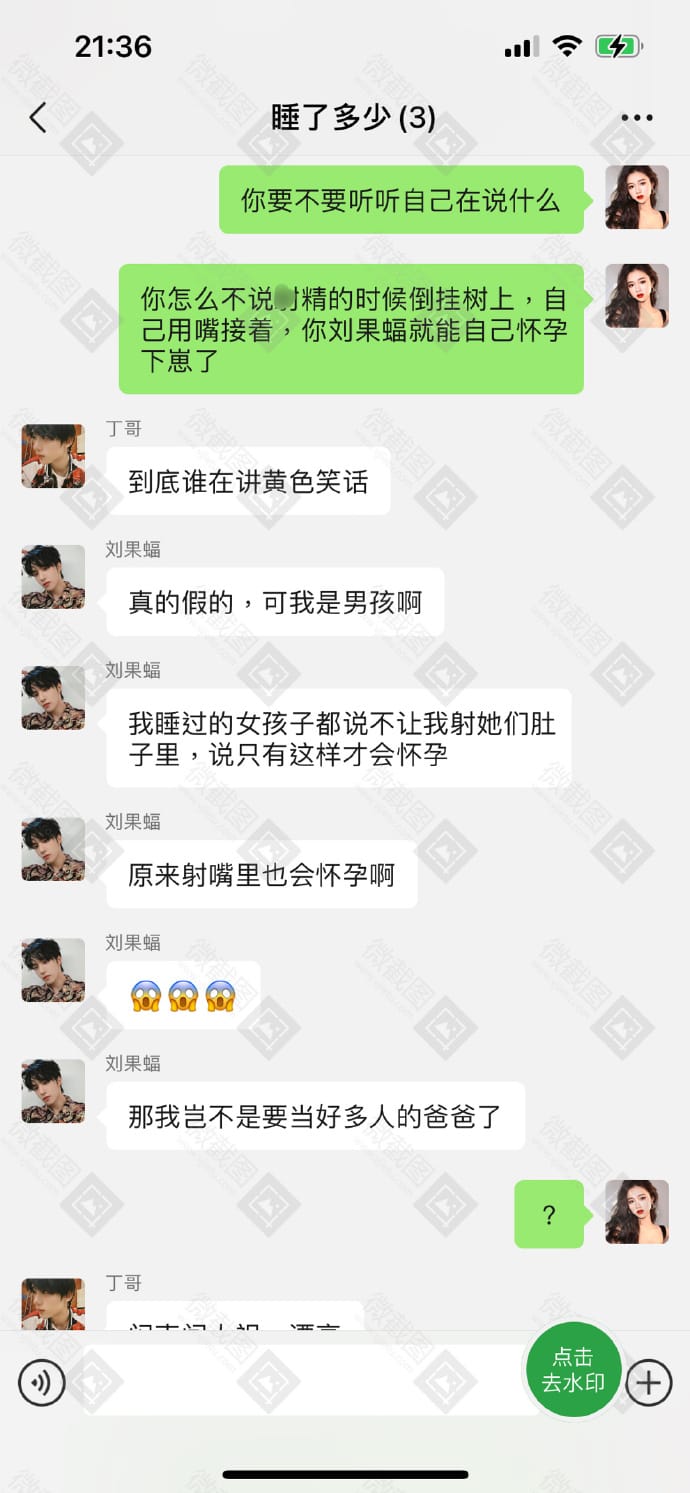 21:36
睡了多少(3)
你要不要听听自己在说什么
你怎么不说射精的时候倒挂树上，自
己用嘴接着，你刘果蝠就能自己怀孕
下崽了
丁哥
到底谁在讲黄色笑话
刘果蝠
真的假的，可我是男孩啊
刘果蝠
我睡过的女孩子都说不让我射她们肚
子里，说只有这样才会怀孕
刘果蝠
原来射嘴里也会怀孕啊
刘果蝠
😱😱😱
刘果蝠
那我岂不是要当好多人的爸爸了
?
丁哥
点击
去水印
微截图